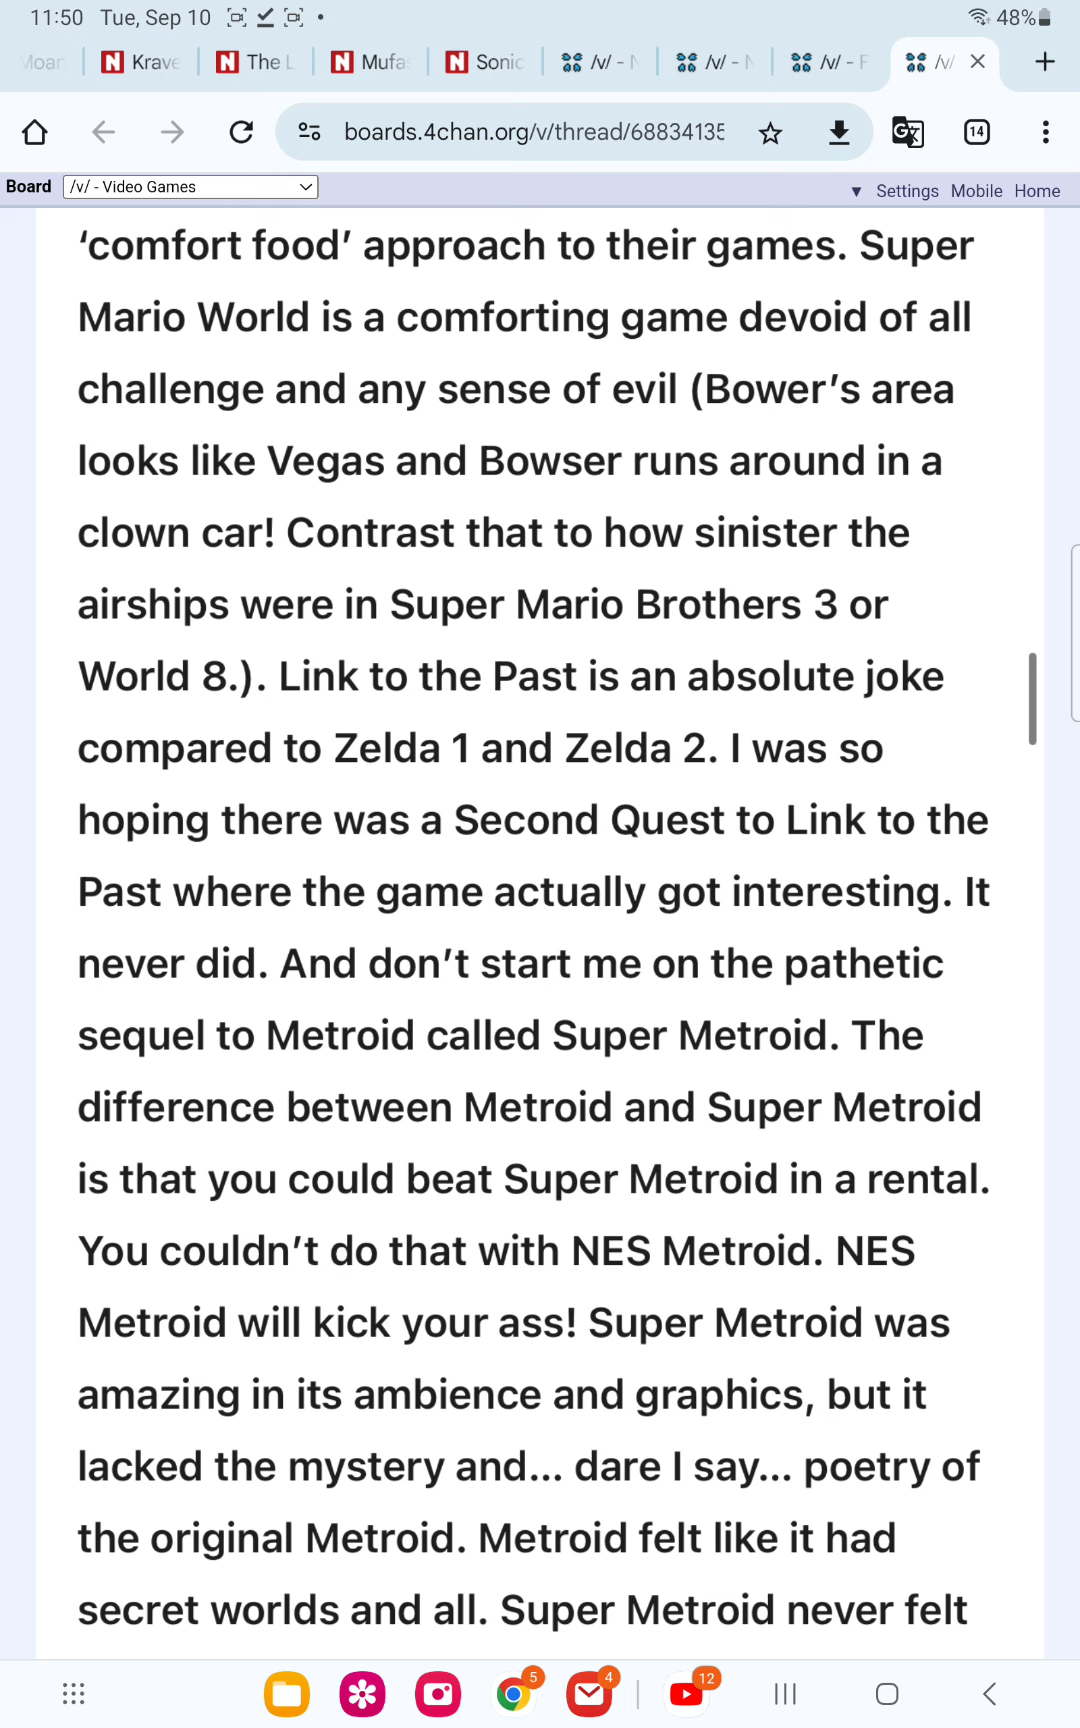 11:50 Tue, Sep 10
48%
Moan
N Krave
N The L
N Mufa
N Sonic
/v/ - N
/v/ - N
/v/ - F
/v/
boards.4chan.org/v/thread/68834135
14
Board /v/ - Video Games
▼ Settings Mobile Home
‘comfort food’ approach to their games. Super
Mario World is a comforting game devoid of all
challenge and any sense of evil (Bower’s area
looks like Vegas and Bowser runs around in a
clown car! Contrast that to how sinister the
airships were in Super Mario Brothers 3 or
World 8.). Link to the Past is an absolute joke
compared to Zelda 1 and Zelda 2. I was so
hoping there was a Second Quest to Link to the
Past where the game actually got interesting. It
never did. And don’t start me on the pathetic
sequel to Metroid called Super Metroid. The
difference between Metroid and Super Metroid
is that you could beat Super Metroid in a rental.
You couldn’t do that with NES Metroid. NES
Metroid will kick your ass! Super Metroid was
amazing in its ambience and graphics, but it
lacked the mystery and... dare I say... poetry of
the original Metroid. Metroid felt like it had
secret worlds and all. Super Metroid never felt
5
4
12